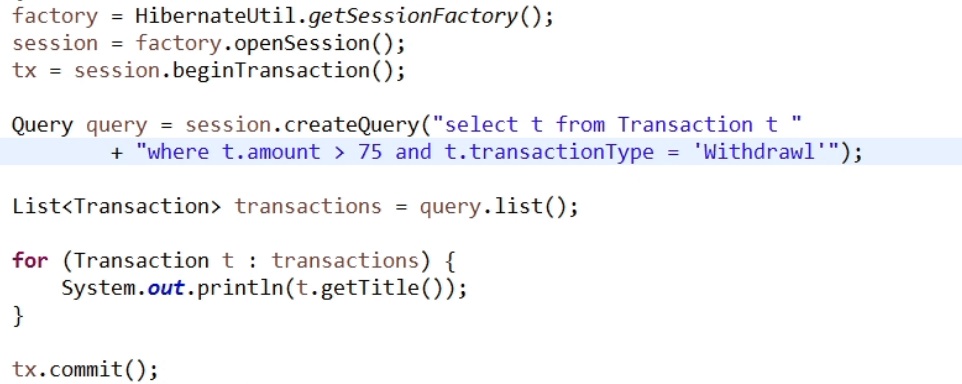 factory = HibernateUtil.getSessionFactory();
session = factory.openSession();
tx = session.beginTransaction();
Query query = session.createQuery("select t from Transaction t "
+ "where t.amount > 75 and t.transactionType = 'Withdrawl'");
List<Transaction> transactions = query.list();
for (Transaction t : transactions) {
System.out.println(t.getTitle());
}
tx.commit();